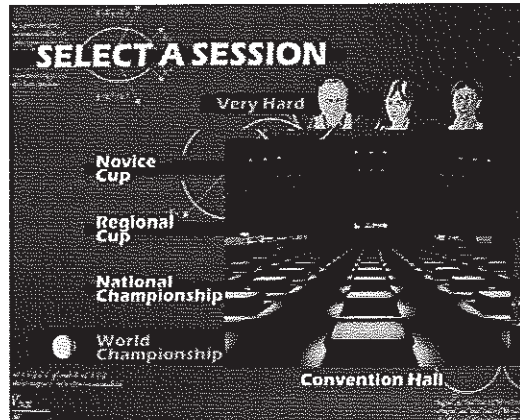 SELECT A SESSION
Very Hard
Novice
Cup
Regional
Cup
National
Championship
World
Championship
Convention Hall